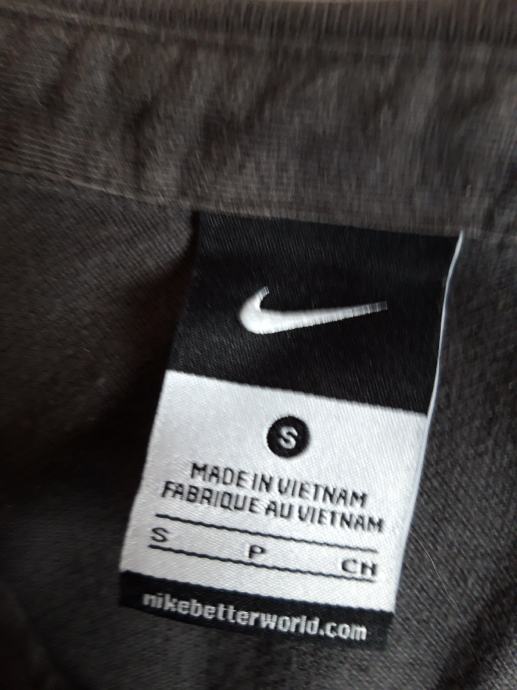 S
MADE IN VIETNAM
FABRIQUE AU VIETNAM
S P CH
nikebetterworld.com